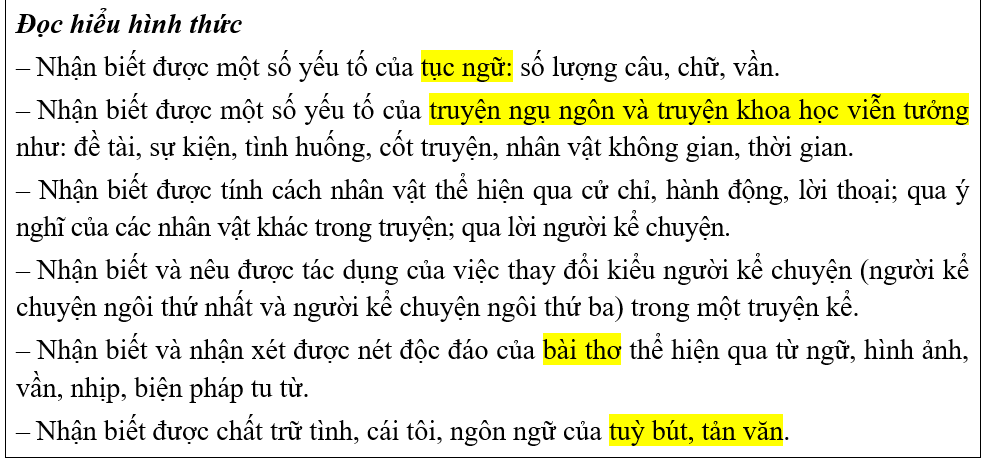 Đọc hiểu hình thức
– Nhận biết được một số yếu tố của tục ngữ: số lượng câu, chữ, vần.
– Nhận biết được một số yếu tố của truyện ngụ ngôn và truyện khoa học viễn tưởng
như: đề tài, sự kiện, tình huống, cốt truyện, nhân vật không gian, thời gian.
– Nhận biết được tính cách nhân vật thể hiện qua cử chỉ, hành động, lời thoại; qua ý
nghĩ của các nhân vật khác trong truyện; qua lời người kể chuyện.
– Nhận biết và nêu được tác dụng của việc thay đổi kiểu người kể chuyện (người kể
chuyện ngôi thứ nhất và người kể chuyện ngôi thứ ba) trong một truyện kể.
– Nhận biết và nhận xét được nét độc đáo của bài thơ thể hiện qua từ ngữ, hình ảnh,
vần, nhịp, biện pháp tu từ.
– Nhận biết được chất trữ tình, cái tôi, ngôn ngữ của tuỳ bút, tản văn.